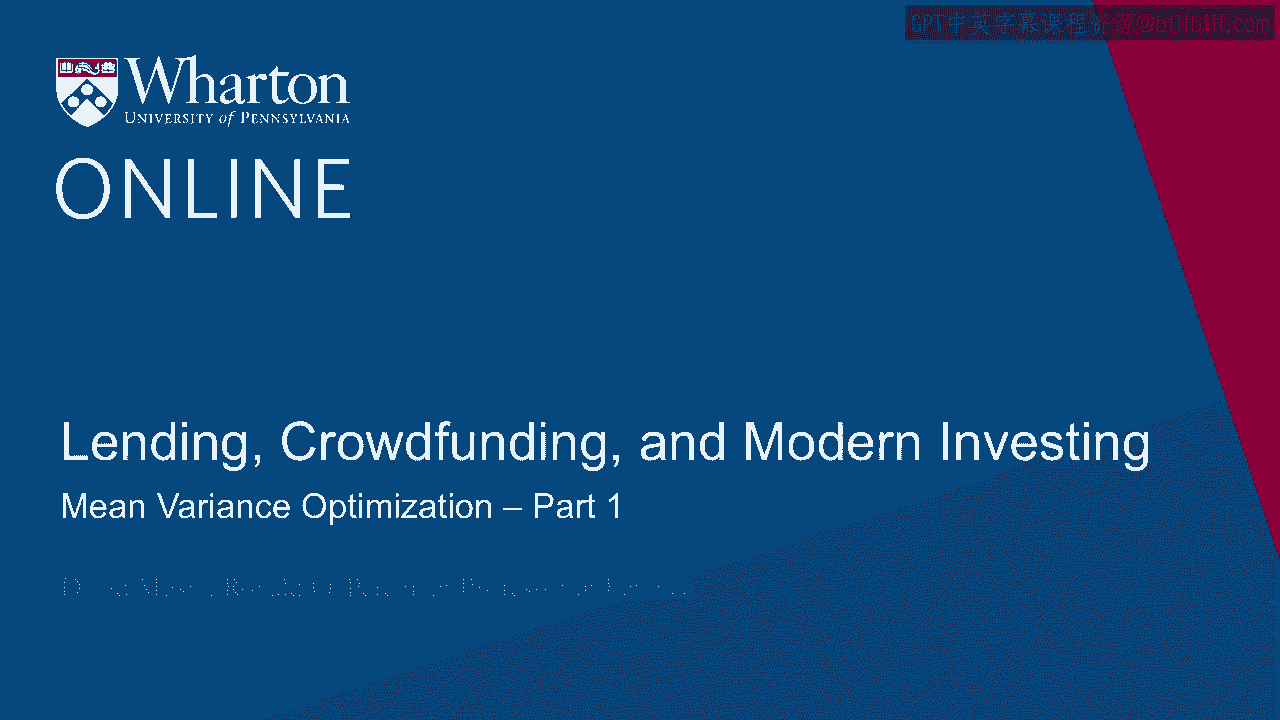 GPT中英字幕课程资源@bilibili.com
Wharton
UNIVERSITY of PENNSYLVANIA
ONLINE
Lending, Crowdfunding, and Modern Investing
Mean Variance Optimization – Part 1